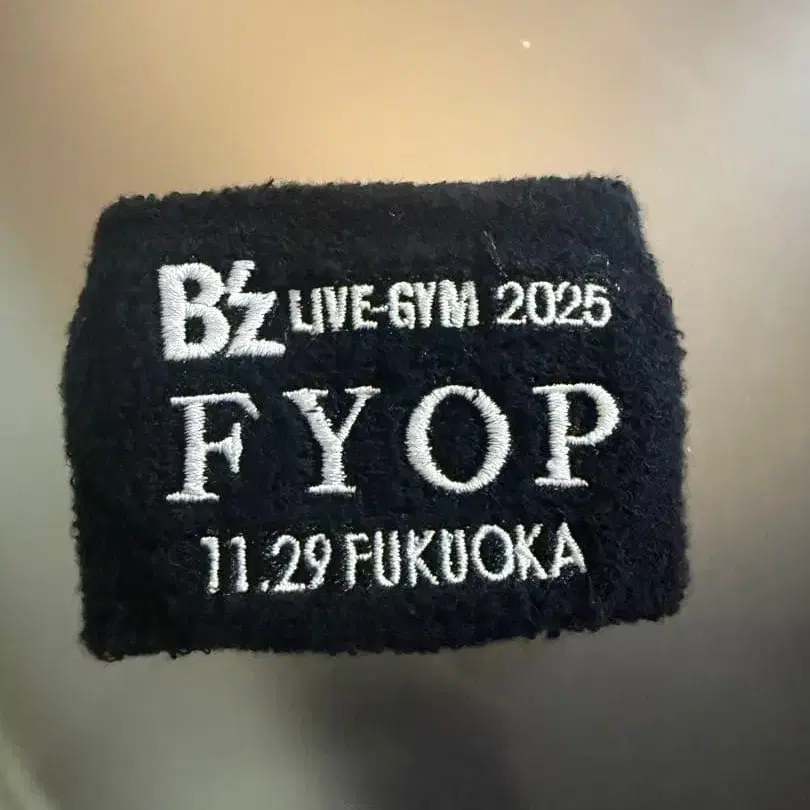 B'z LIVE-GYM 2025
FYOP
11.29 FUKUOKA